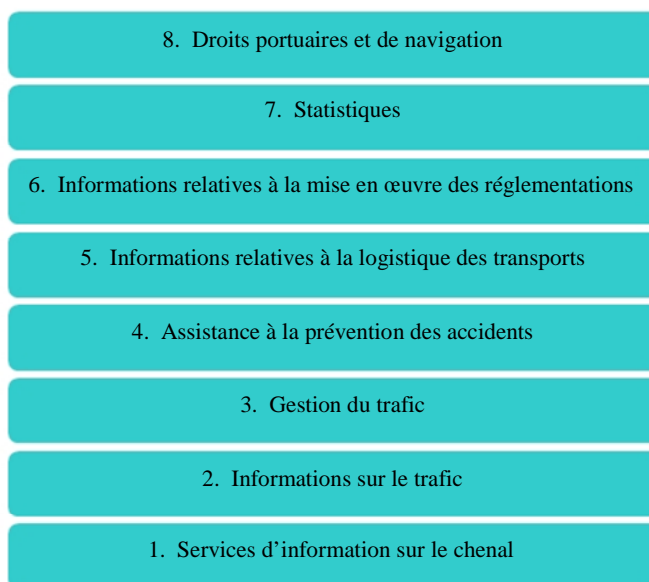 8. Droits portuaires et de navigation
7. Statistiques
6. Informations relatives à la mise en œuvre des réglementations
5. Informations relatives à la logistique des transports
4. Assistance à la prévention des accidents
3. Gestion du trafic
2. Informations sur le trafic
1. Services d’information sur le chenal